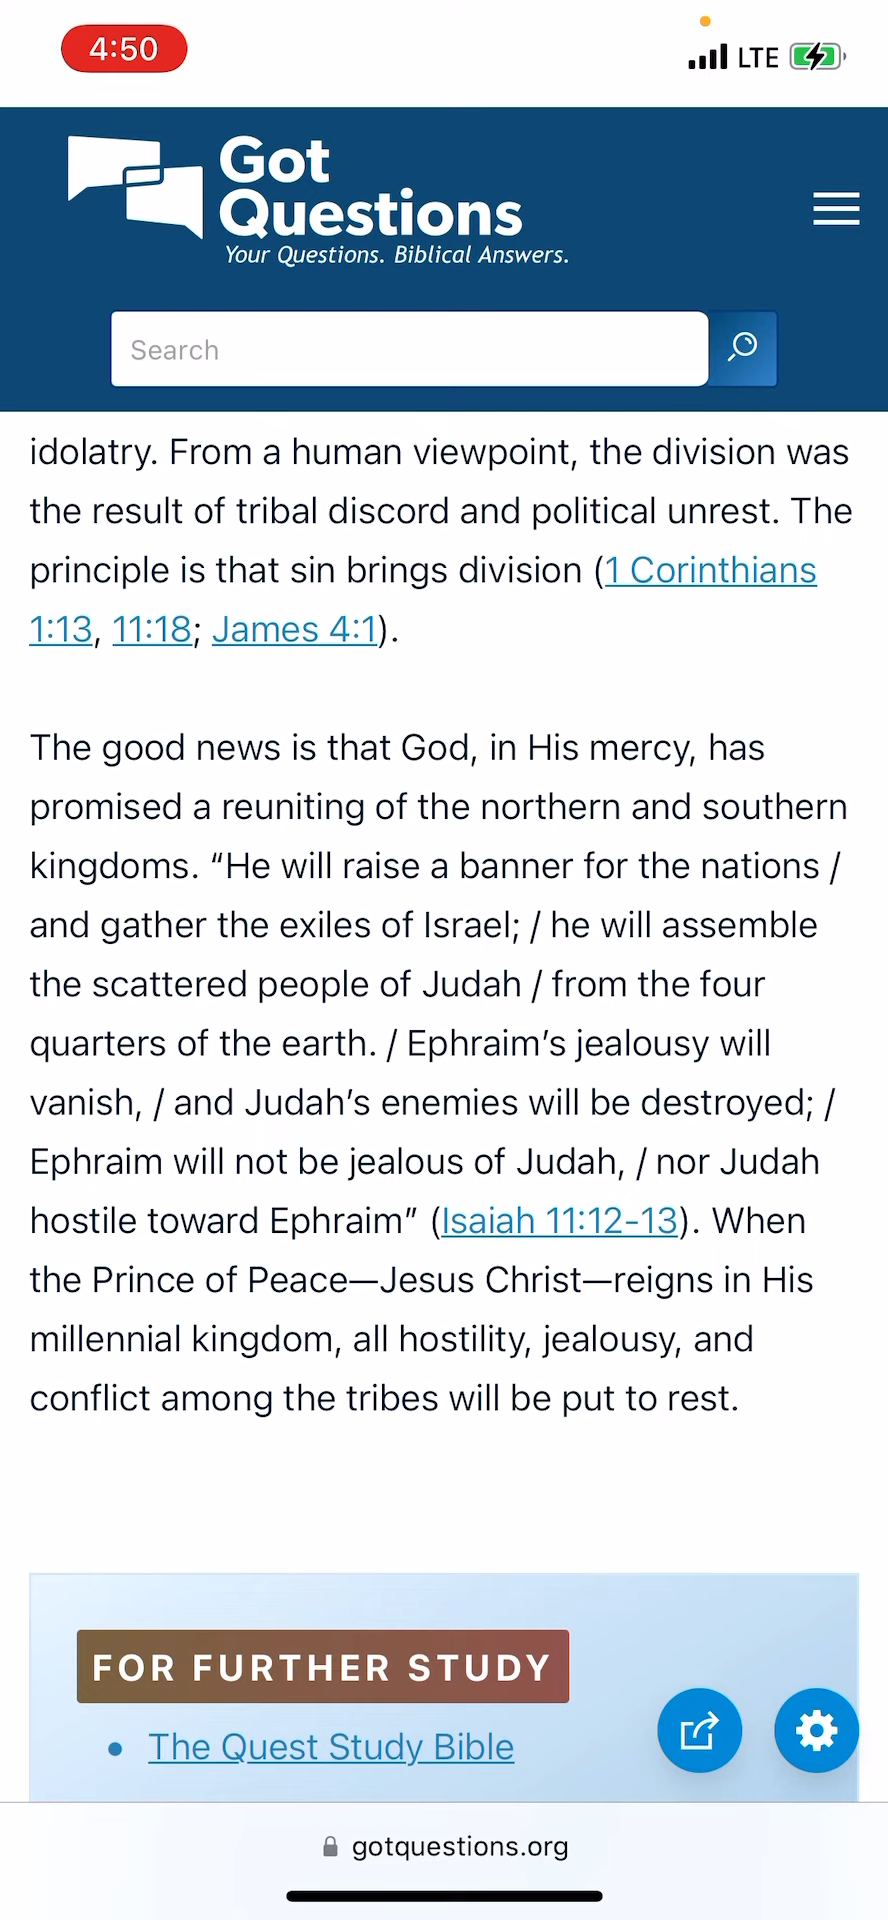 4:50
LTE
Got
Questions
Your Questions. Biblical Answers.
Search
idolatry. From a human viewpoint, the division was
the result of tribal discord and political unrest. The
principle is that sin brings division (1 Corinthians
1:13, 11:18; James 4:1).
The good news is that God, in His mercy, has
promised a reuniting of the northern and southern
kingdoms. “He will raise a banner for the nations /
and gather the exiles of Israel; / he will assemble
the scattered people of Judah / from the four
quarters of the earth. / Ephraim’s jealousy will
vanish, / and Judah’s enemies will be destroyed; /
Ephraim will not be jealous of Judah, / nor Judah
hostile toward Ephraim” (Isaiah 11:12-13). When
the Prince of Peace—Jesus Christ—reigns in His
millennial kingdom, all hostility, jealousy, and
conflict among the tribes will be put to rest.
FOR FURTHER STUDY
• The Quest Study Bible
gotquestions.org